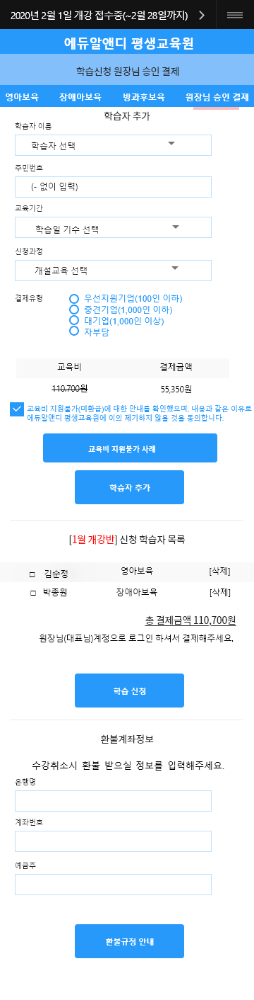 2020년 2월 1일 개강 접수중(~2월 28일까지)
에듀알앤디 평생교육원
학습신청 원장님 승인 결제
영아보육 장애아보육 방과후보육 원장님 승인 결제
학습자 추가
학습자 이름
학습자 선택
주민번호
(- 없이 입력)
교육기간
학습일 기수 선택
신청과정
개설교육 선택
결제유형
우선지원기업(100인 이하)
중견기업(1,000인 이하)
대기업(1,000인 이상)
자부담
교육비 결제금액
110,700원 55,350원
교육비 지원불가(미환급)에 대한 안내를 확인했으며, 내용과 같은 이유로
에듀알앤디 평생교육원에 이의 제기하지 않을 것을 동의합니다.
교육비 지원불가 사례
학습자 추가
[1월 개강반] 신청 학습자 목록
□ 김순정 영아보육 [삭제]
□ 박종원 장애아보육 [삭제]
총 결제금액 110,700원
원장님(대표님)계정으로 로그인 하셔서 결제해주세요.
학습 신청
환불계좌정보
수강취소시 환불 받으실 정보를 입력해주세요.
은행명
계좌번호
예금주
환불규정 안내